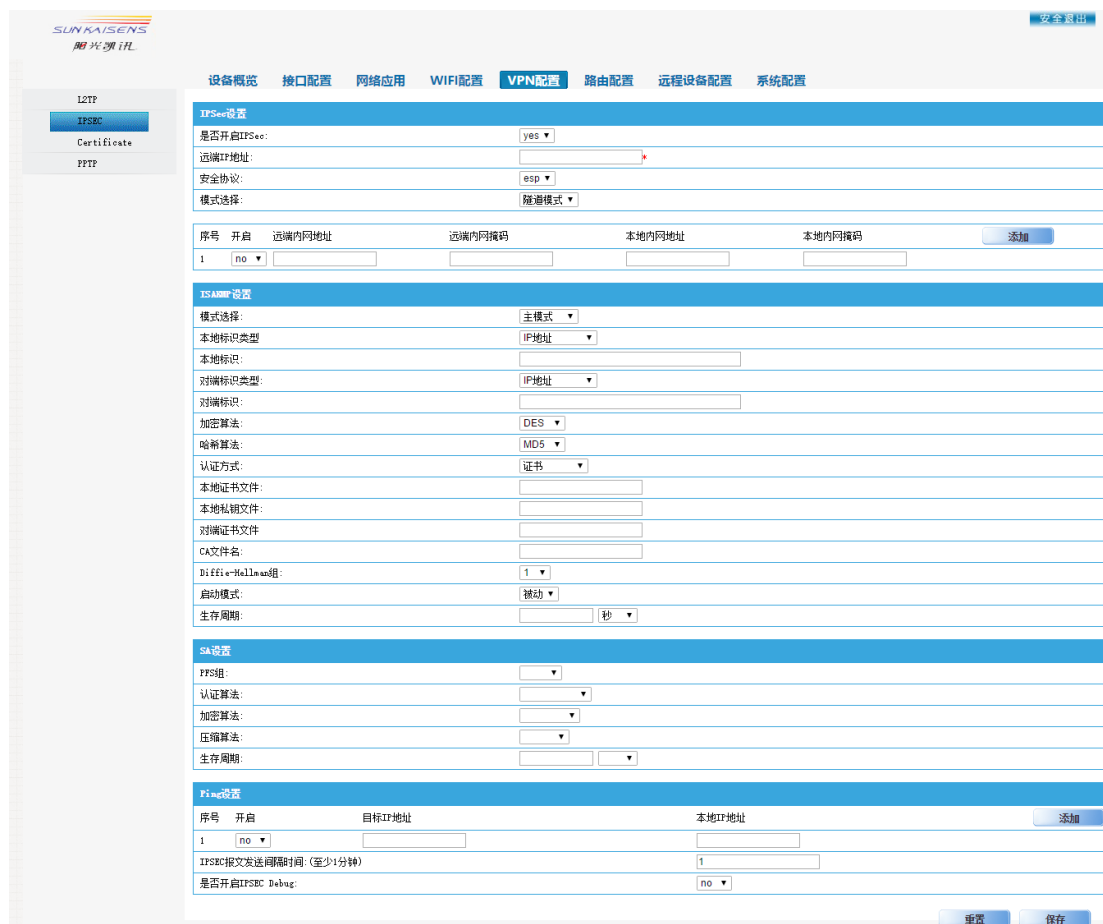 SUNKAISENS
阳光凯讯
安全退出
设备概览 接口配置 网络应用 WIFI配置 VPN配置 路由配置 远程设备配置 系统配置
L2TP
IPSEC
Certificate
PPTP
IPSec设置
是否开启IPSec: yes
远端IP地址: *
安全协议: esp
模式选择: 隧道模式
序号 开启 远端内网地址 远端内网掩码 本地内网地址 本地内网掩码 添加
1 no
ISAKMP设置
模式选择: 主模式
本地标识类型 IP地址
本地标识:
对端标识类型: IP地址
对端标识:
加密算法: DES
哈希算法: MD5
认证方式: 证书
本地证书文件:
本地私钥文件:
对端证书文件
CA文件名:
Diffie-Hellman组: 1
启动模式: 被动
生存周期: 秒
SA设置
PFS组:
认证算法:
加密算法:
压缩算法:
生存周期:
Ping设置
序号 开启 目标IP地址 本地IP地址 添加
1 no
IPSEC报文发送间隔时间:(至少1分钟) 1
是否开启IPSEC Debug: no
重置 保存